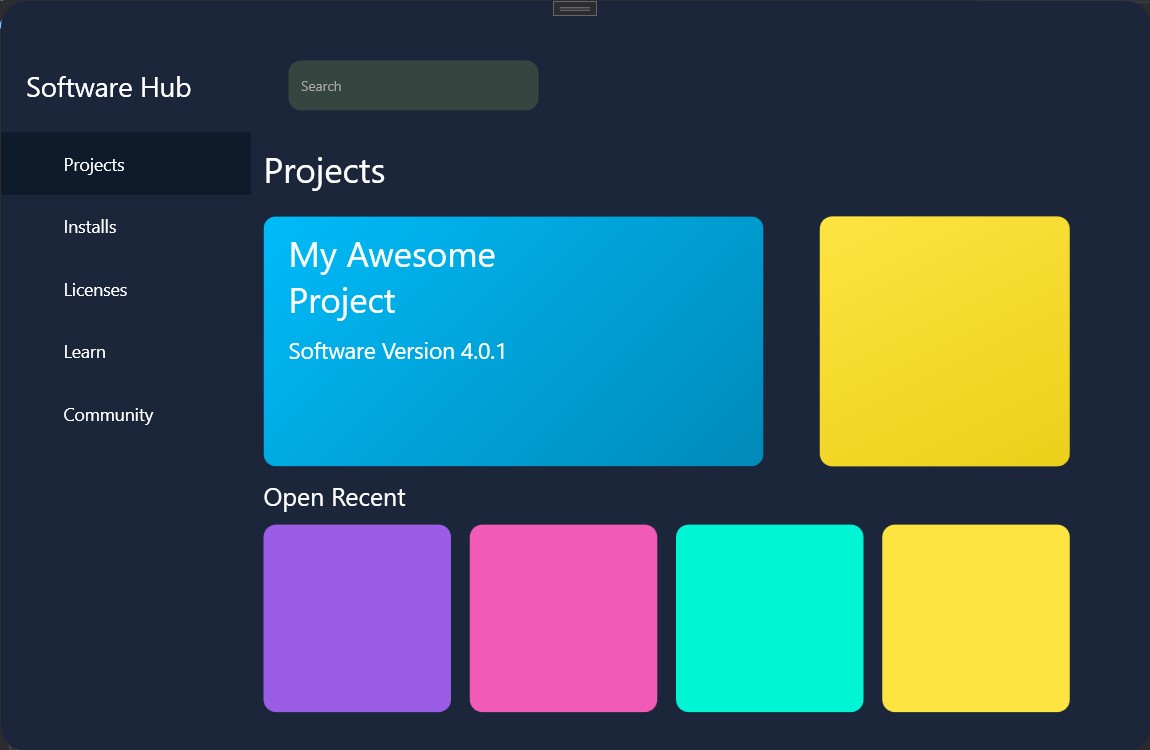 Software Hub
Search
Projects
Installs
Licenses
Learn
Community
Projects
My Awesome
Project
Software Version 4.0.1
Open Recent